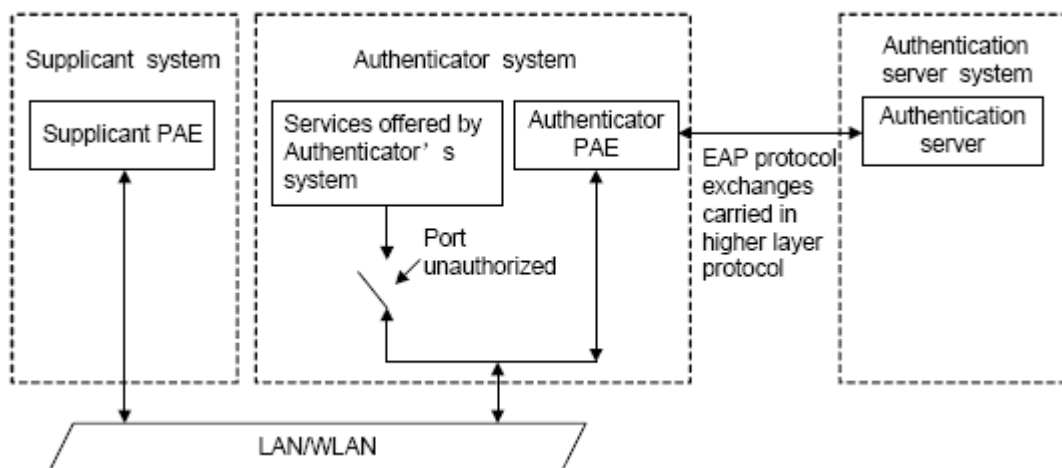 Supplicant system
Supplicant PAE
Authenticator system
Services offered by
Authenticator's
system
Authenticator
PAE
Port
unauthorized
EAP protocol
exchanges
carried in
higher layer
protocol
Authentication
server system
Authentication
server
LAN/WLAN